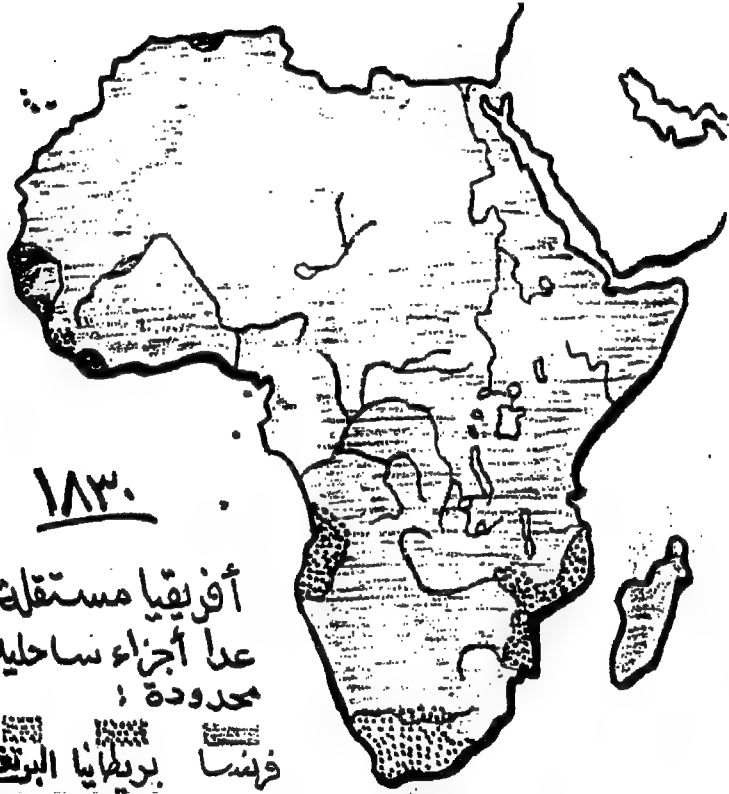 ١٨٣٠
أفريقيا مستقلة
عدا أجزاء ساحلية
محدودة :
فرنسا بريطانيا